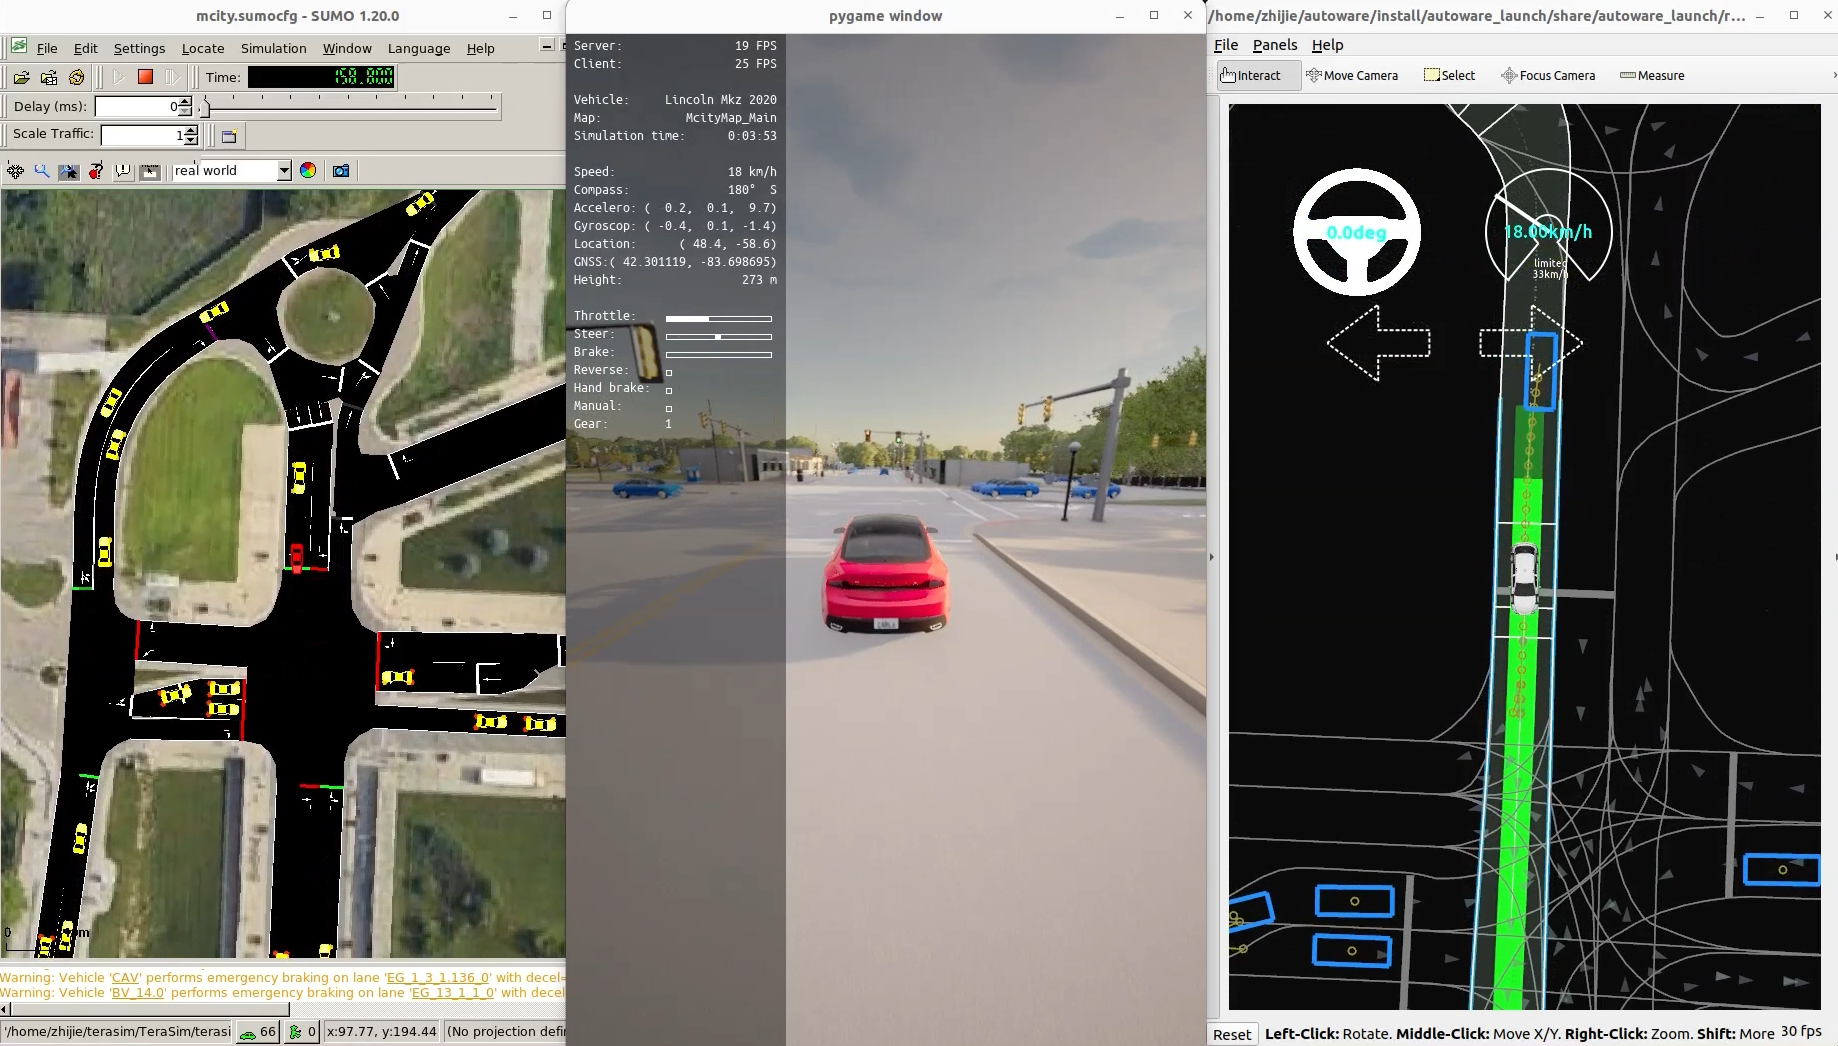 mcity.sumocfg - SUMO 1.20.0
File Edit Settings Locate Simulation Window Language Help
Time:
Delay (ms): 0
Scale Traffic: 1
real world
0
Warning: Vehicle 'CAV' performs emergency braking on lane 'EG_1_3_1.136_0' with decel=
Warning: Vehicle 'BV_14.0' performs emergency braking on lane 'EG_13_1_1_0' with decel
'/home/zhijie/terasim/TeraSim/terasi 66 0 x:97.77, y:194.44 (No projection defin
pygame window
Server: 19 FPS
Client: 25 FPS
Vehicle: Lincoln Mkz 2020
Map: McityMap_Main
Simulation time: 0:03:53
Speed: 18 km/h
Compass: 180° S
Accelero: ( 0.2, 0.1, 9.7)
Gyroscop: ( -0.4, 0.1, -1.4)
Location: ( 48.4, -58.6)
GNSS:( 42.301119, -83.698695)
Height: 273 m
Throttle:
Steer:
Brake:
Reverse:
Hand brake:
Manual:
Gear: 1
/home/zhijie/autoware/install/autoware_launch/share/autoware_launch/r...
File Panels Help
Interact Move Camera Select Focus Camera Measure
0.0deg
18.00km/h
limited
33km/h
Reset Left-Click: Rotate. Middle-Click: Move X/Y. Right-Click: Zoom. Shift: More 30 fps